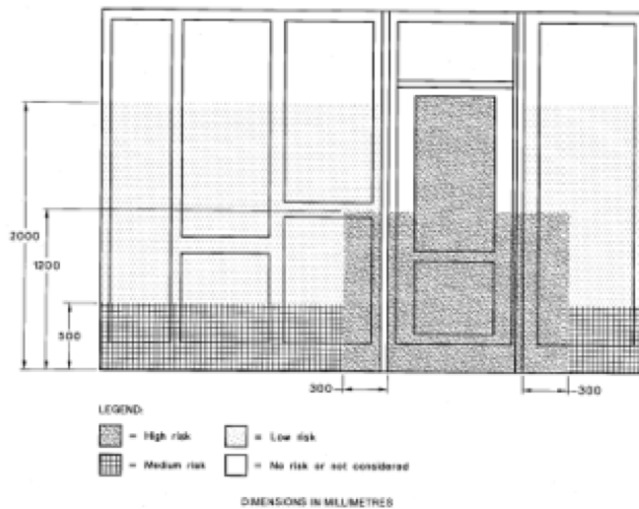 2000
1200
500
300
300
LEGEND:
= High risk
= Low risk
= Medium risk
= No risk or not considered
DIMENSIONS IN MILLIMETRES